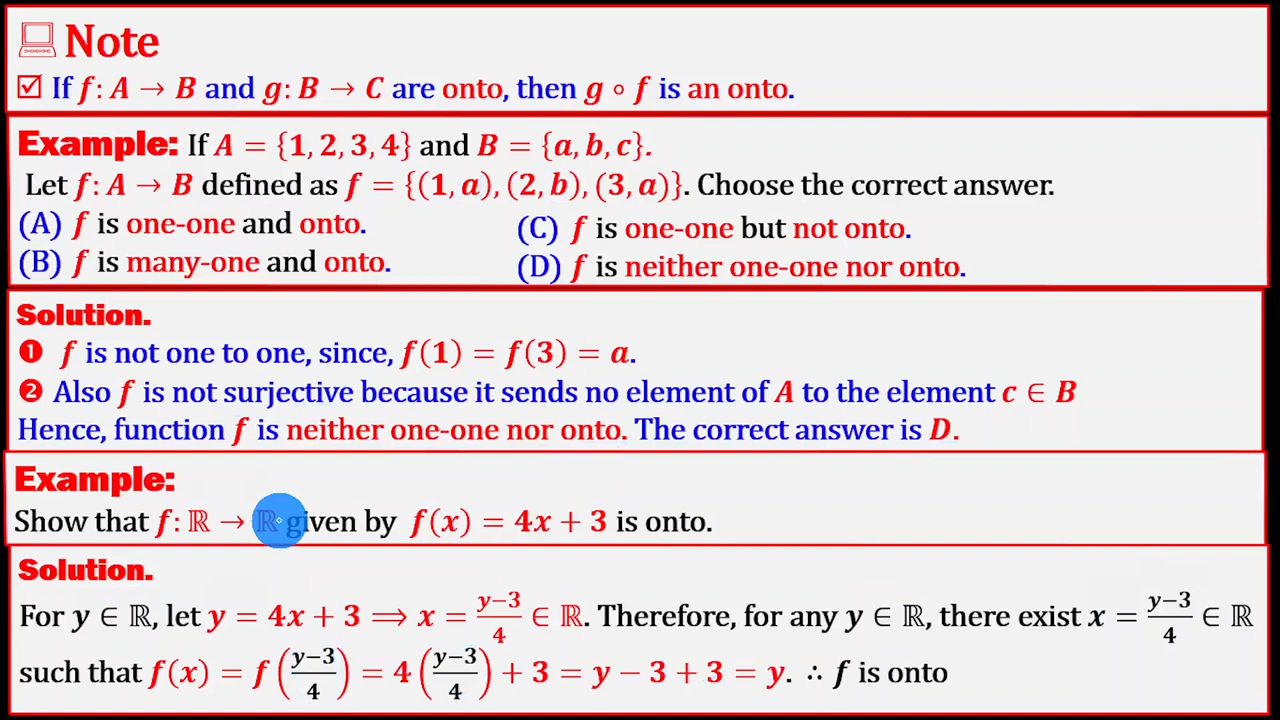 Note
☑ If f: A → B and g: B → C are onto, then g ∘ f is an onto.
Example: If A = {1, 2, 3, 4} and B = {a, b, c}.
Let f: A → B defined as f = {(1, a), (2, b), (3, a)}. Choose the correct answer.
(A) f is one-one and onto.
(B) f is many-one and onto.
(C) f is one-one but not onto.
(D) f is neither one-one nor onto.
Solution.
❶ f is not one to one, since, f(1) = f(3) = a.
❷ Also f is not surjective because it sends no element of A to the element c ∈ B
Hence, function f is neither one-one nor onto. The correct answer is D.
Example:
Show that f: ℝ → ℝ given by f(x) = 4x + 3 is onto.
Solution.
For y ∈ ℝ, let y = 4x + 3 ⟹ x = (y−3)/4 ∈ ℝ. Therefore, for any y ∈ ℝ, there exist x = (y−3)/4 ∈ ℝ
such that f(x) = f((y−3)/4) = 4((y−3)/4) + 3 = y − 3 + 3 = y. ∴ f is onto